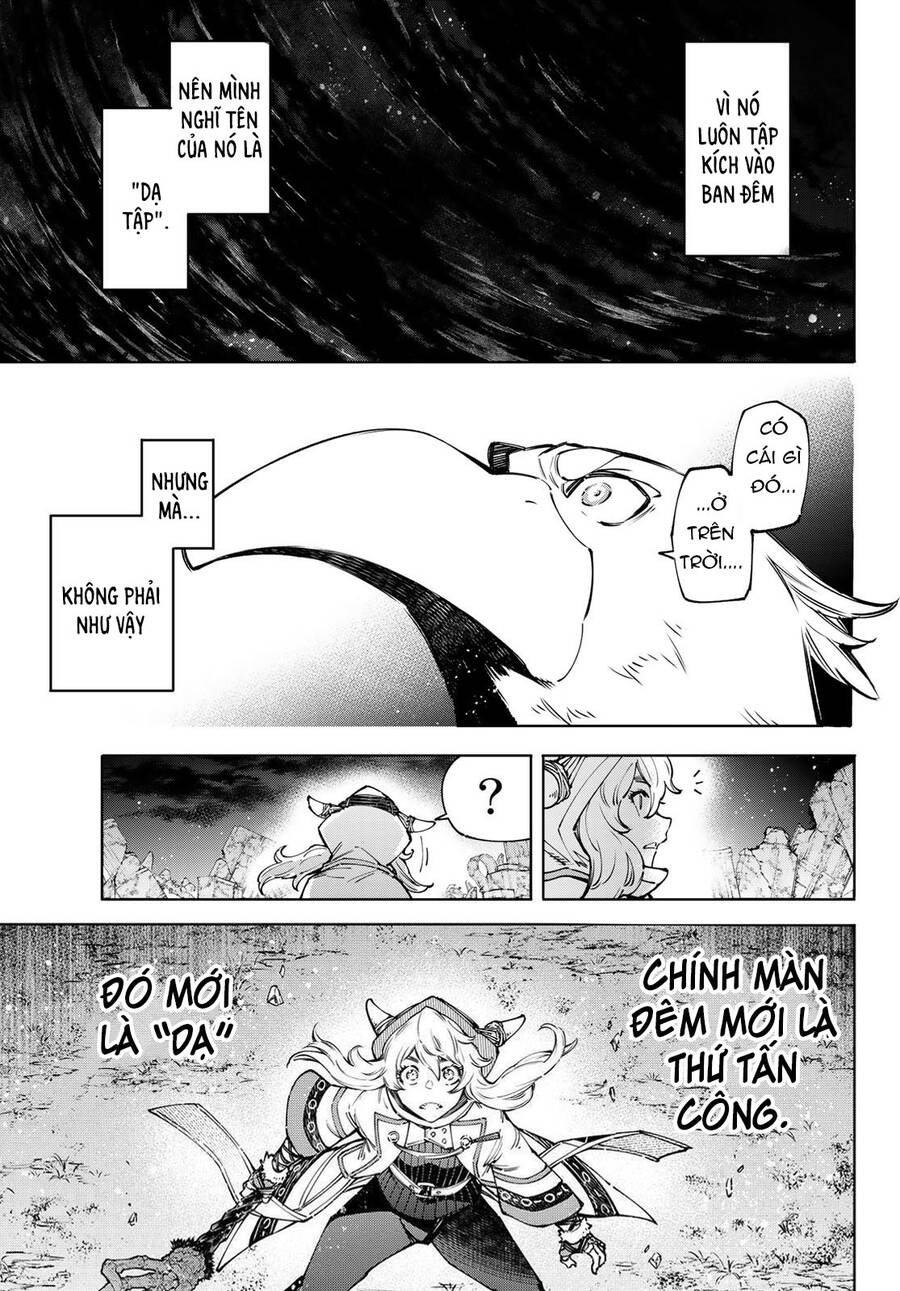 VÌ NÓ
LUÔN TẬP
KÍCH VÀO
BAN ĐÊM
NÊN MÌNH
NGHĨ TÊN
CỦA NÓ LÀ
"DẠ
TẬP".
CÓ
CÁI GÌ
ĐÓ...
...Ở
TRÊN
TRỜI....
NHƯNG
MÀ...
KHÔNG PHẢI
NHƯ VẬY
?
CHÍNH MÀN
ĐÊM MỚI LÀ
THỨ TẤN
CÔNG.
ĐÓ MỚI
LÀ “DẠ”